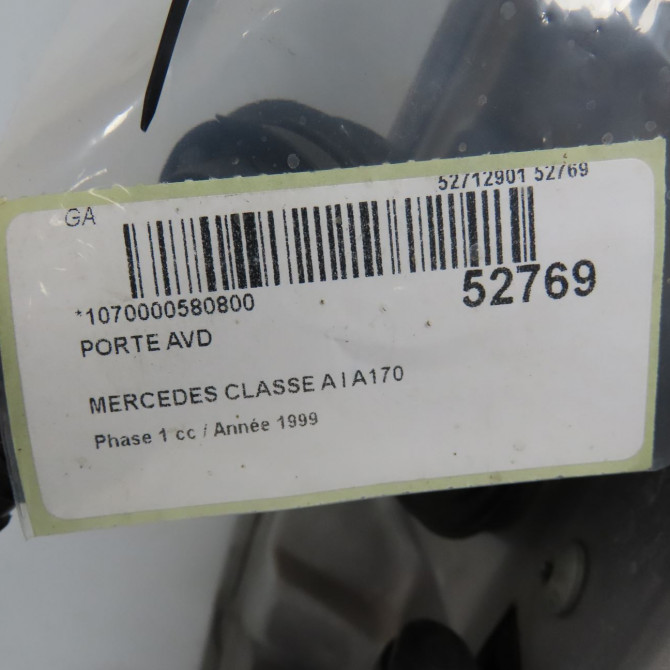 52712901 52769
GA
52769
*1070000580800
PORTE AVD
MERCEDES CLASSE A I A170
Phase 1 cc / Année 1999